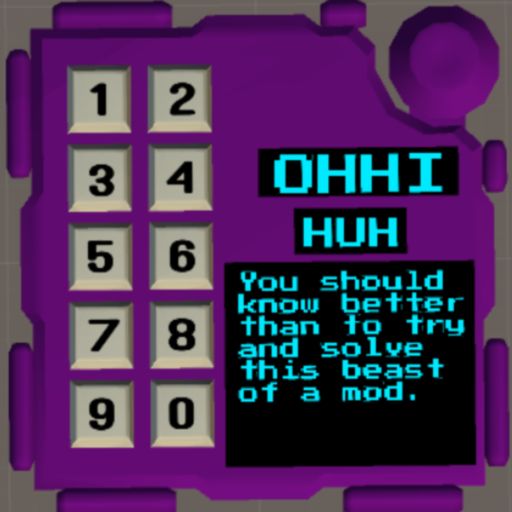 1 2
3 4
5 6
7 8
9 0
OHHI
HUH
You should
know better
than to try
and solve
this beast
of a mod.